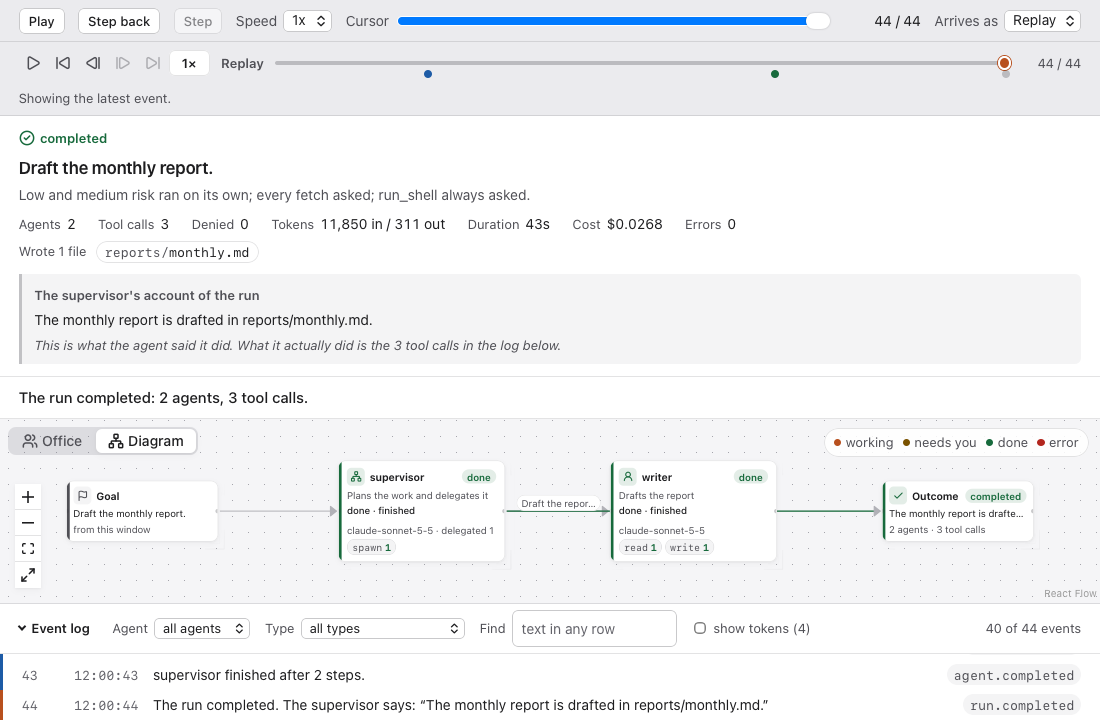 Play Step back Step Speed 1x Cursor 44 / 44 Arrives as Replay
1× Replay 44 / 44
Showing the latest event.
completed
Draft the monthly report.
Low and medium risk ran on its own; every fetch asked; run_shell always asked.
Agents 2 Tool calls 3 Denied 0 Tokens 11,850 in / 311 out Duration 43s Cost $0.0268 Errors 0
Wrote 1 file reports/monthly.md
The supervisor's account of the run
The monthly report is drafted in reports/monthly.md.
This is what the agent said it did. What it actually did is the 3 tool calls in the log below.
The run completed: 2 agents, 3 tool calls.
Office Diagram working needs you done error
Goal
Draft the monthly report.
from this window
supervisor done
Plans the work and delegates it
done · finished
claude-sonnet-5-5 · delegated 1
spawn 1
Draft the repor...
writer done
Drafts the report
done · finished
claude-sonnet-5-5
read 1 write 1
Outcome completed
The monthly report is drafte...
2 agents · 3 tool calls
React Flow
Event log Agent all agents Type all types Find text in any row show tokens (4) 40 of 44 events
43 12:00:43 supervisor finished after 2 steps. agent.completed
44 12:00:44 The run completed. The supervisor says: “The monthly report is drafted in reports/monthly.md.” run.completed